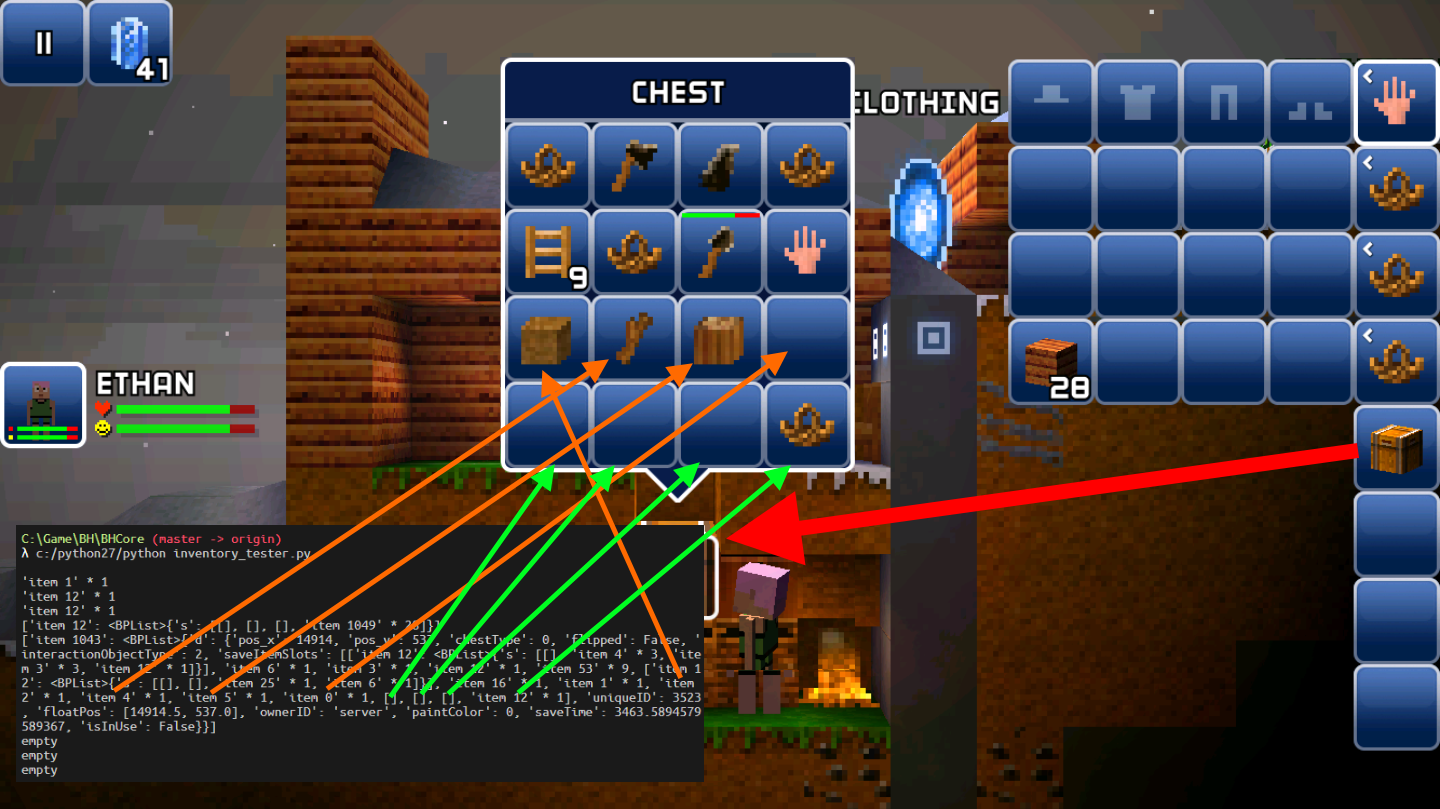 41
CHEST
CLOTHING
9
28
ETHAN
C:\Game\BH\BHCore (master -> origin)
λ c:/python27/python inventory_tester.py
'item 1' * 1
'item 12' * 1
'item 12' * 1
['item 12': <BPList>{'s': [[], [], [], 'item 1049' * 28]}]
['item 1043': <BPList>{'d': {'pos_x': 14914, 'pos_y': 537, 'chestType': 0, 'flipped': False, '
interactionObjectType': 2, 'saveItemSlots': [['item 12': <BPList>{'s': [[], 'item 4' * 3, 'ite
m 3' * 3, 'item 12' * 1]}], 'item 6' * 1, 'item 3' * 1, 'item 12' * 1, 'item 53' * 9, ['item 1
2': <BPList>{'s': [[], [], 'item 25' * 1, 'item 6' * 1]}], 'item 16' * 1, 'item 1' * 1, 'item
2' * 1, 'item 4' * 1, 'item 5' * 1, 'item 0' * 1, [], [], [], 'item 12' * 1], 'uniqueID': 3523
, 'floatPos': [14914.5, 537.0], 'ownerID': 'server', 'paintColor': 0, 'saveTime': 3463.5894579
589367, 'isInUse': False}}]
empty
empty
empty